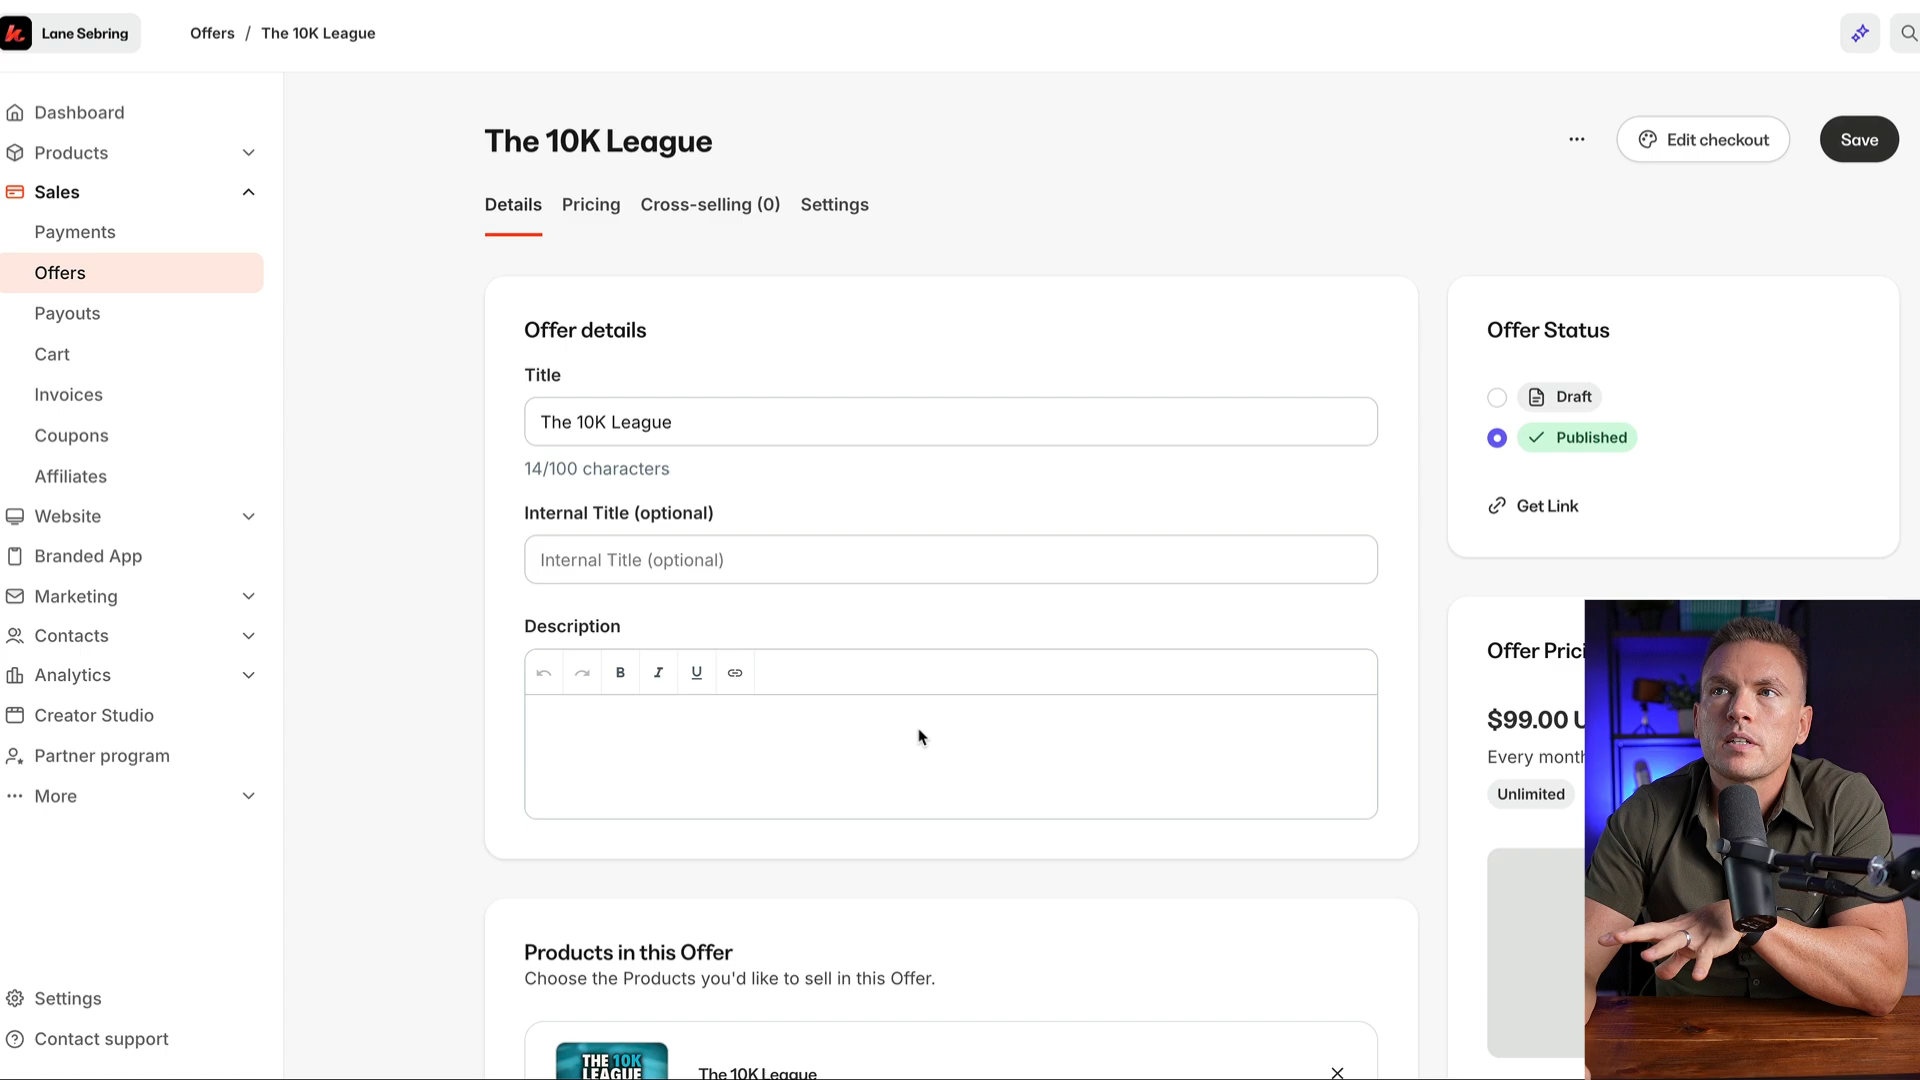 Lane Sebring
Offers / The 10K League
Dashboard
Products
Sales
Payments
Offers
Payouts
Cart
Invoices
Coupons
Affiliates
Website
Branded App
Marketing
Contacts
Analytics
Creator Studio
Partner program
More
Settings
Contact support
The 10K League
Edit checkout
Save
Details Pricing Cross-selling (0) Settings
Offer details
Title
The 10K League
14/100 characters
Internal Title (optional)
Internal Title (optional)
Description
B I U
Products in this Offer
Choose the Products you'd like to sell in this Offer.
THE 10K
LEAGUE
The 10K League
Offer Status
Draft
Published
Get Link
Offer Prici
$99.00 U
Every month
Unlimited